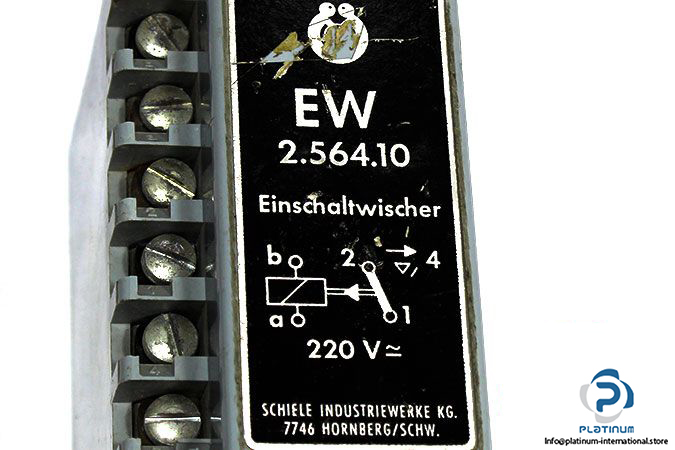 EW
2.564.10
Einschaltwischer
b 2 4
a 1
220 V ≂
SCHIELE INDUSTRIEWERKE KG.
7746 HORNBERG/SCHW.
PLATINUM
Info@platinum-international.store